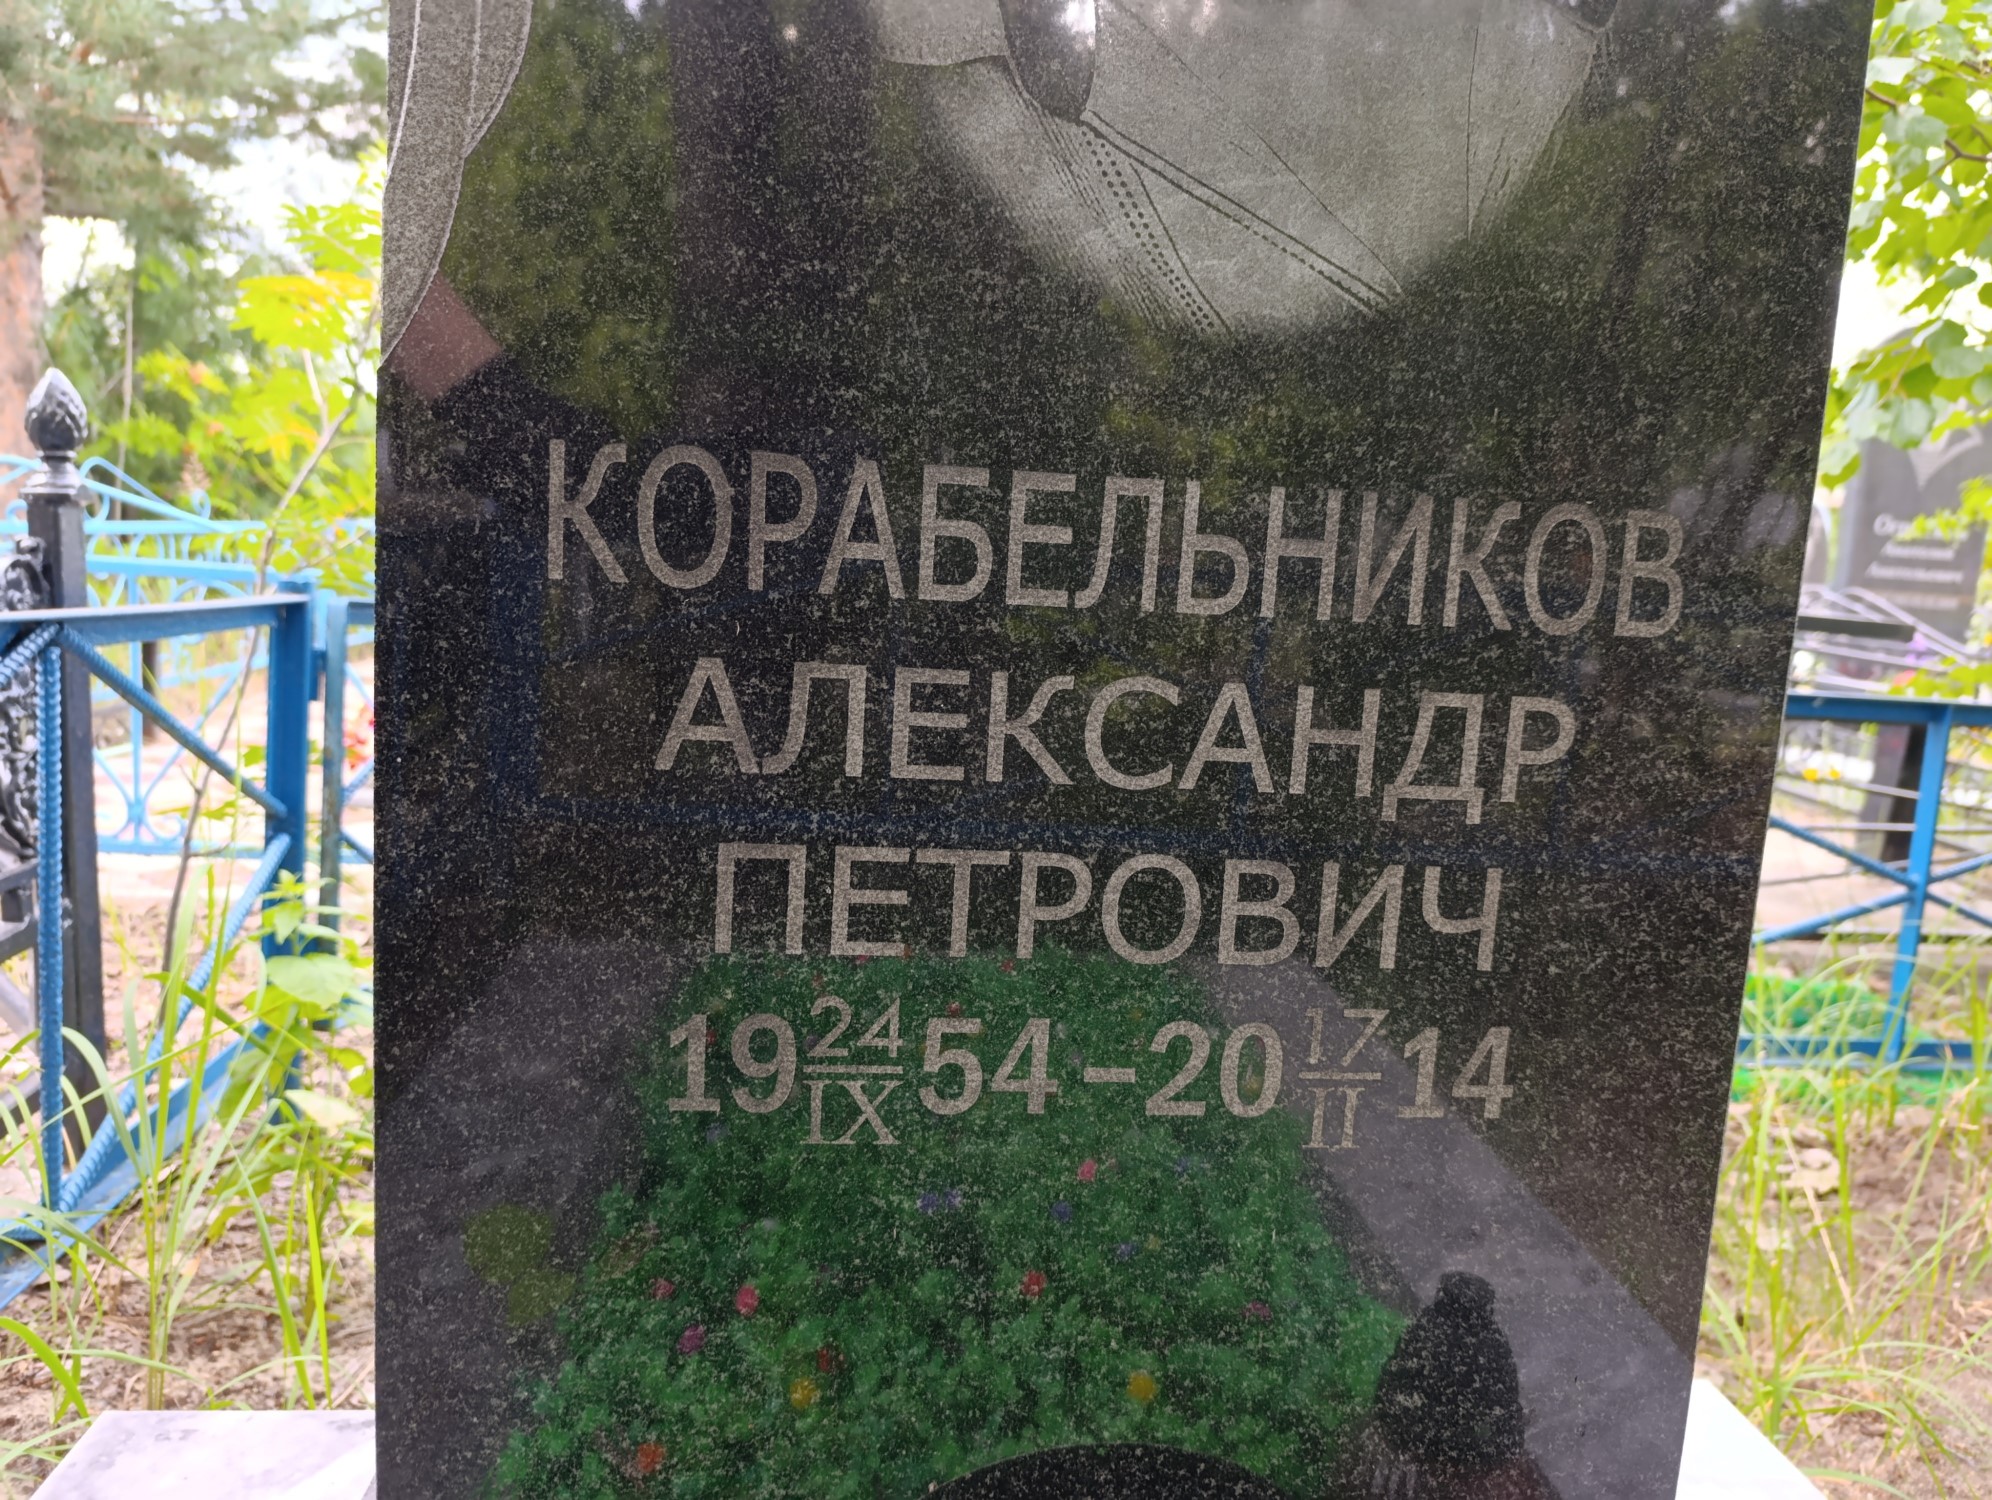 КОРАБЕЛЬНИКОВ
АЛЕКСАНДР
ПЕТРОВИЧ
19 24/IX 54 - 20 17/II 14